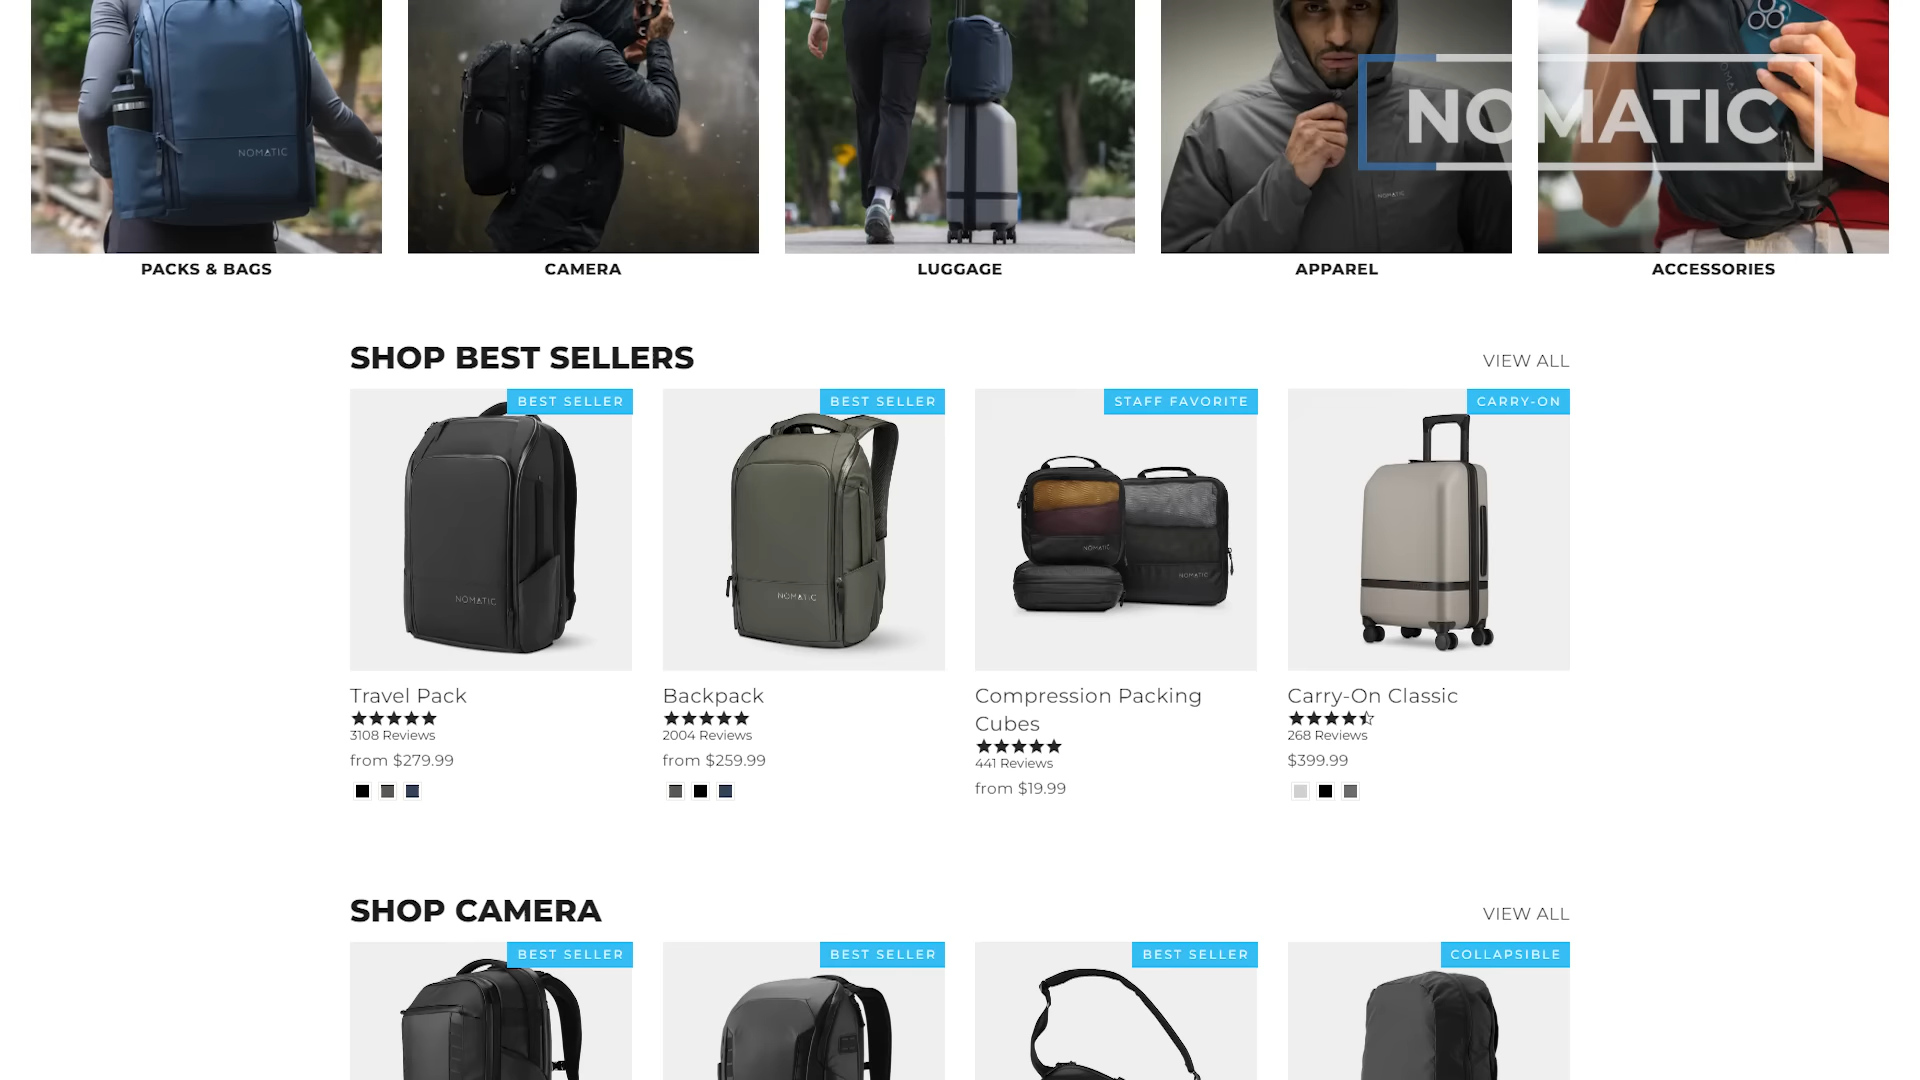 NOMATIC
NOMATIC
NOMATIC
PACKS & BAGS
CAMERA
LUGGAGE
APPAREL
ACCESSORIES
SHOP BEST SELLERS
VIEW ALL
BEST SELLER
BEST SELLER
STAFF FAVORITE
CARRY-ON
NOMATIC
NOMATIC
NOMATIC
NOMATIC
Travel Pack
3108 Reviews
from $279.99
Backpack
2004 Reviews
from $259.99
Compression Packing
Cubes
441 Reviews
from $19.99
Carry-On Classic
268 Reviews
$399.99
SHOP CAMERA
VIEW ALL
BEST SELLER
BEST SELLER
BEST SELLER
COLLAPSIBLE